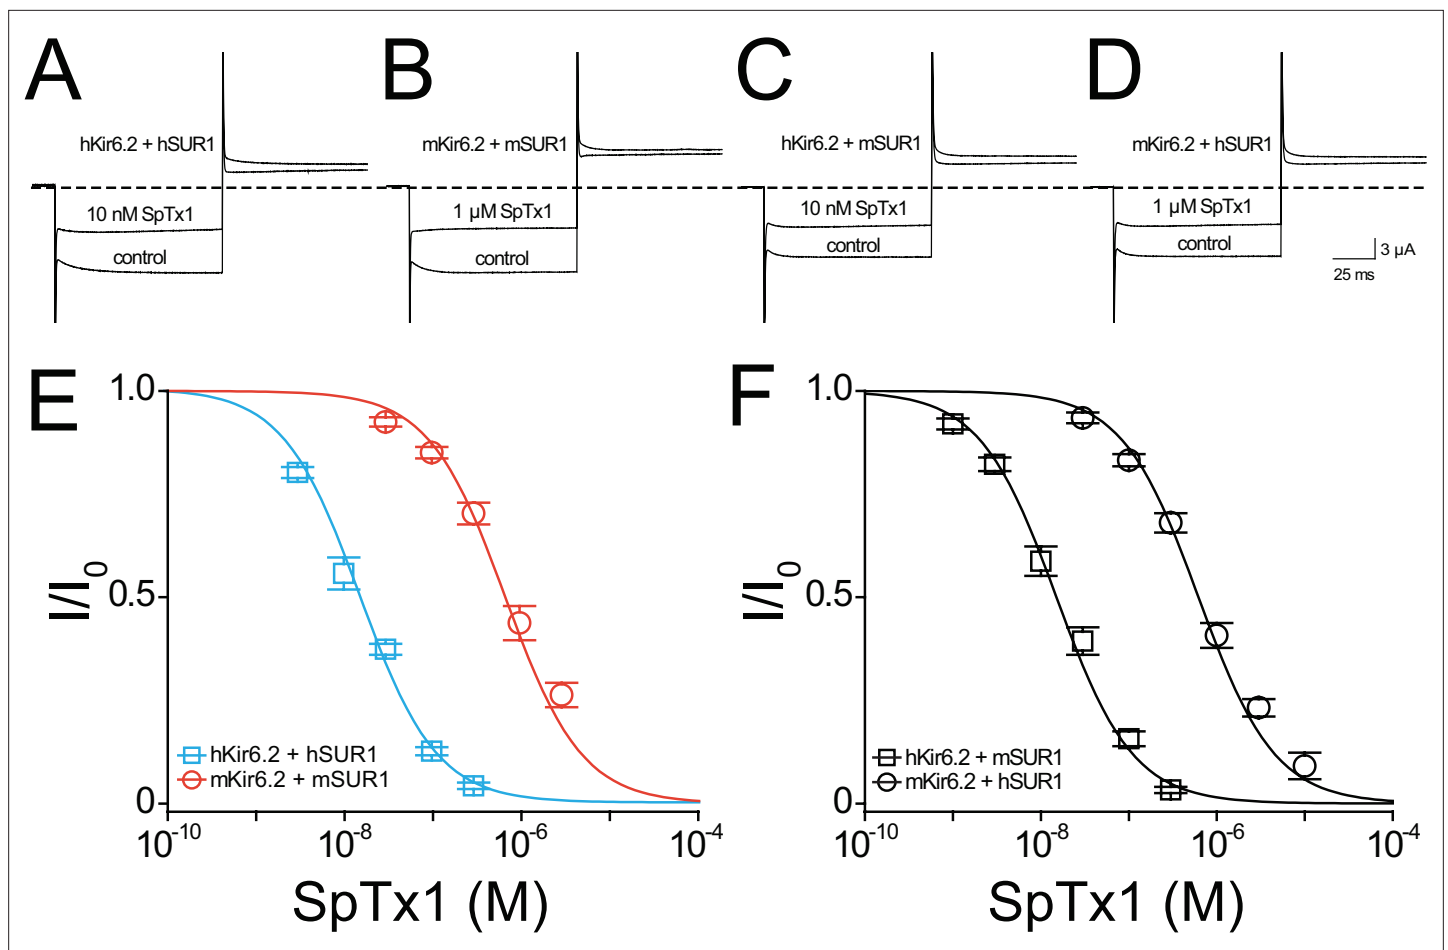 A
B
C
D
hKir6.2 + hSUR1
mKir6.2 + mSUR1
hKir6.2 + mSUR1
mKir6.2 + hSUR1
10 nM SpTx1
1 µM SpTx1
10 nM SpTx1
1 µM SpTx1
control
control
control
control
3 µA
25 ms
E
1.0
0.5
0
I/I0
hKir6.2 + hSUR1
mKir6.2 + mSUR1
10-10
10-8
10-6
10-4
SpTx1 (M)
F
1.0
0.5
0
I/I0
hKir6.2 + mSUR1
mKir6.2 + hSUR1
10-10
10-8
10-6
10-4
SpTx1 (M)